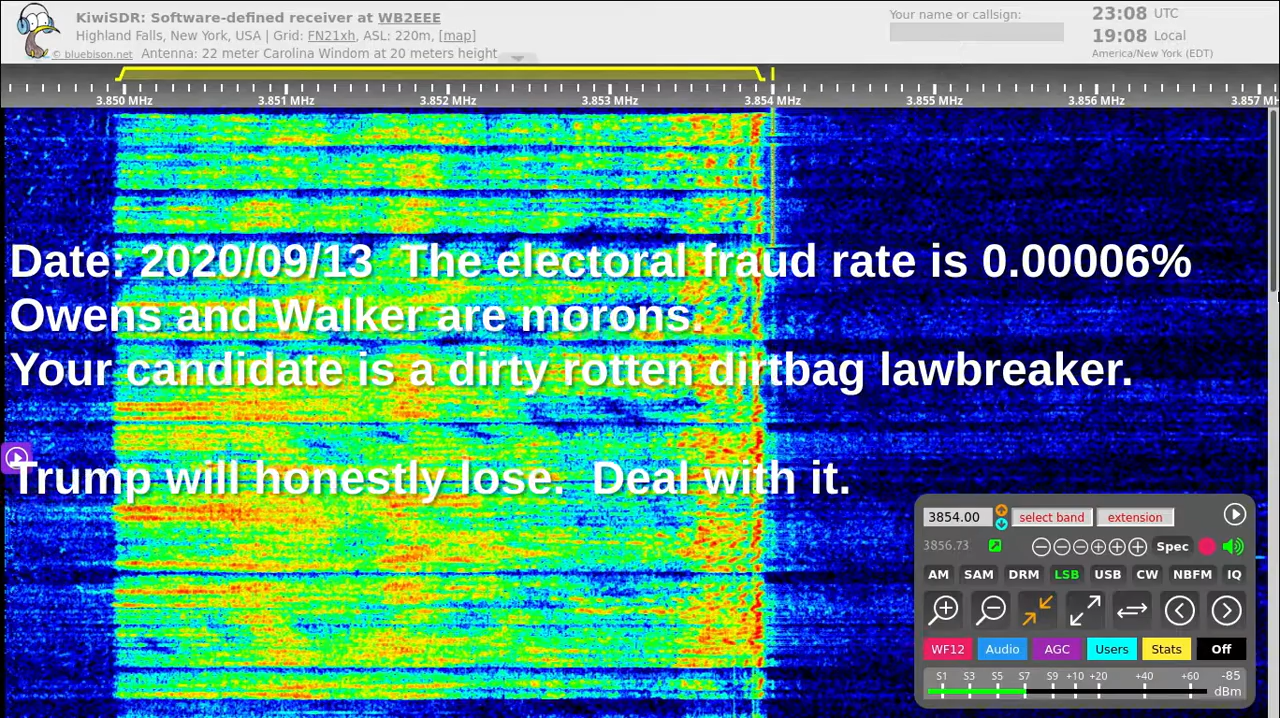 KiwiSDR: Software-defined receiver at WB2EEE
Highland Falls, New York, USA | Grid: FN21xh, ASL: 220m, [map]
© bluebison.net Antenna: 22 meter Carolina Windom at 20 meters height
Your name or callsign:
23:08 UTC
19:08 Local
America/New York (EDT)
3.850 MHz 3.851 MHz 3.852 MHz 3.853 MHz 3.854 MHz 3.855 MHz 3.856 MHz 3.857 MH
Date: 2020/09/13 The electoral fraud rate is 0.00006%
Owens and Walker are morons.
Your candidate is a dirty rotten dirtbag lawbreaker.
Trump will honestly lose. Deal with it.
3854.00 select band extension
3856.73 Spec
AM SAM DRM LSB USB CW NBFM IQ
WF12 Audio AGC Users Stats Off
S1 S3 S5 S7 S9 +10 +20 +40 +60 -85
dBm